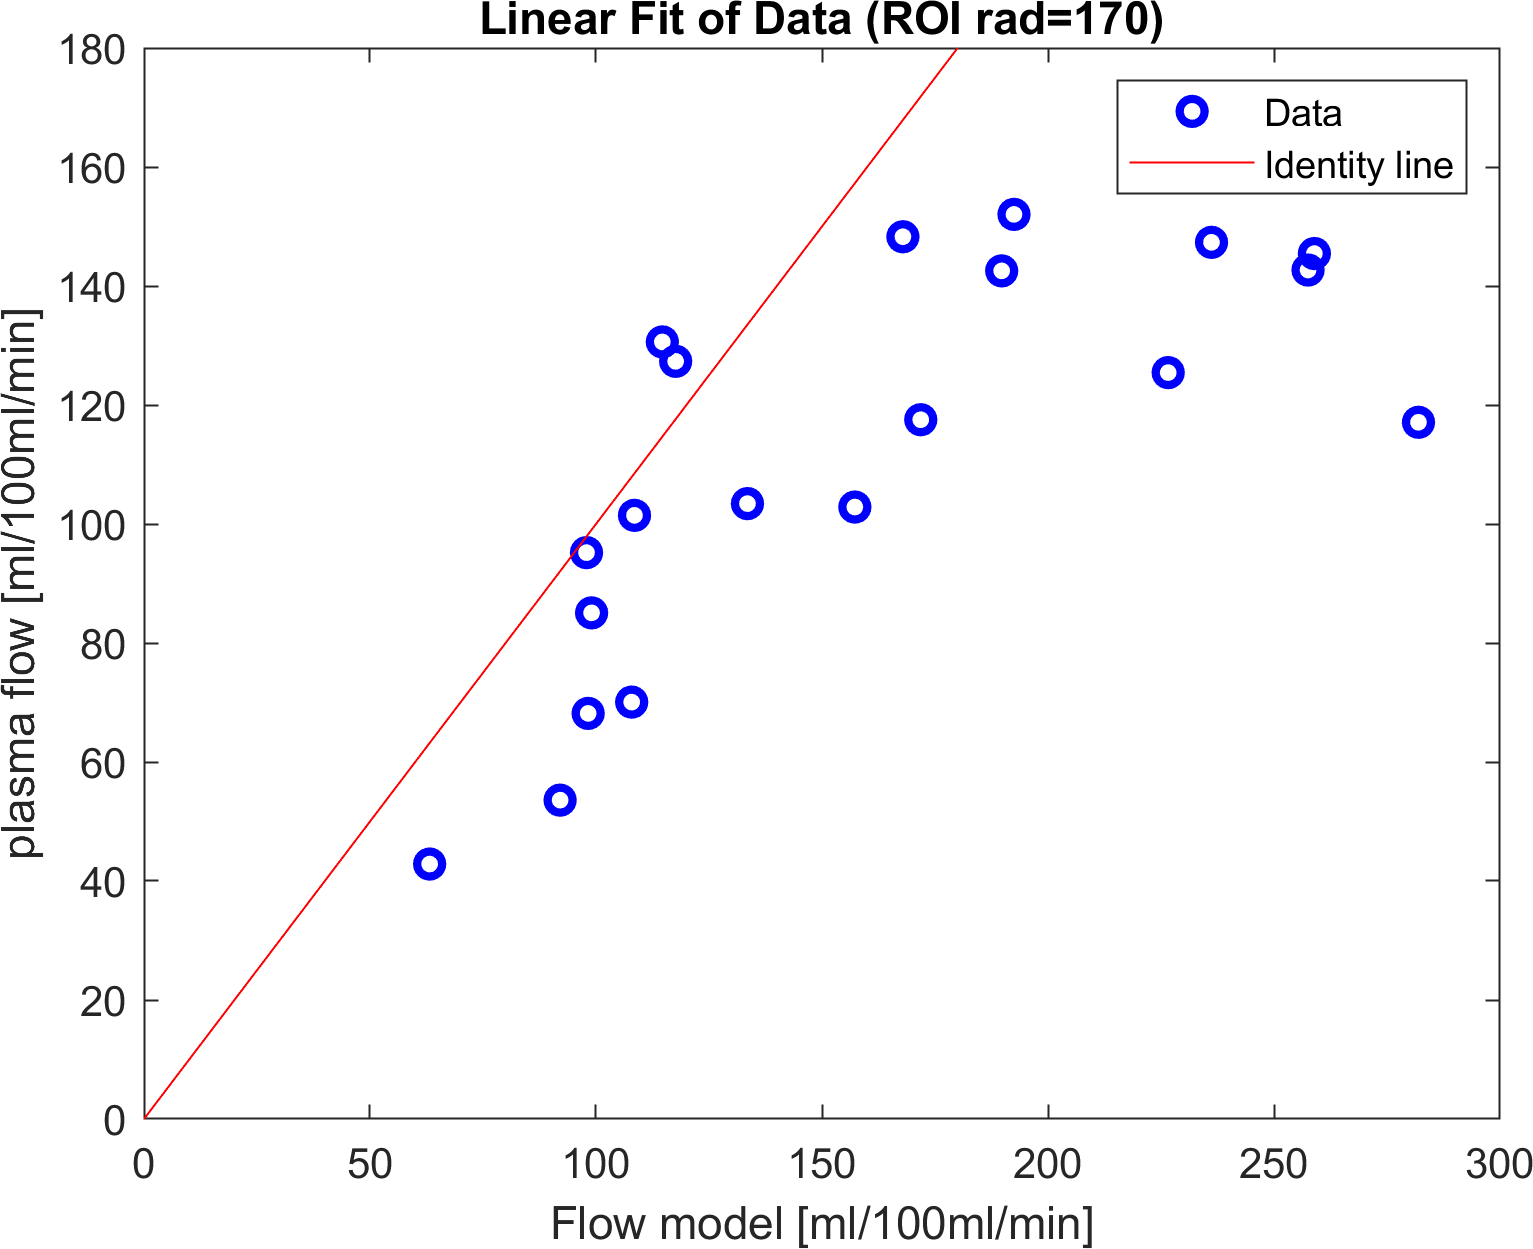 Linear Fit of Data (ROI rad=170)
180
160
140
120
100
80
60
40
20
0
plasma flow [ml/100ml/min]
Data
Identity line
0 50 100 150 200 250 300
Flow model [ml/100ml/min]